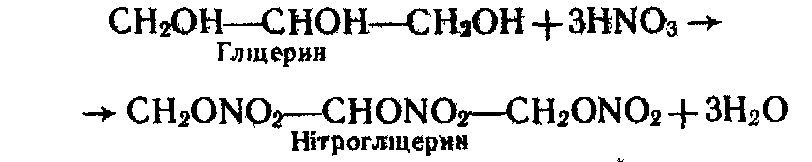 CH₂OH—CHOH—CH₂OH + 3HNO₃ →
Гліцерин
→ CH₂ONO₂—CHONO₂—CH₂ONO₂ + 3H₂O
Нітрогліцерин